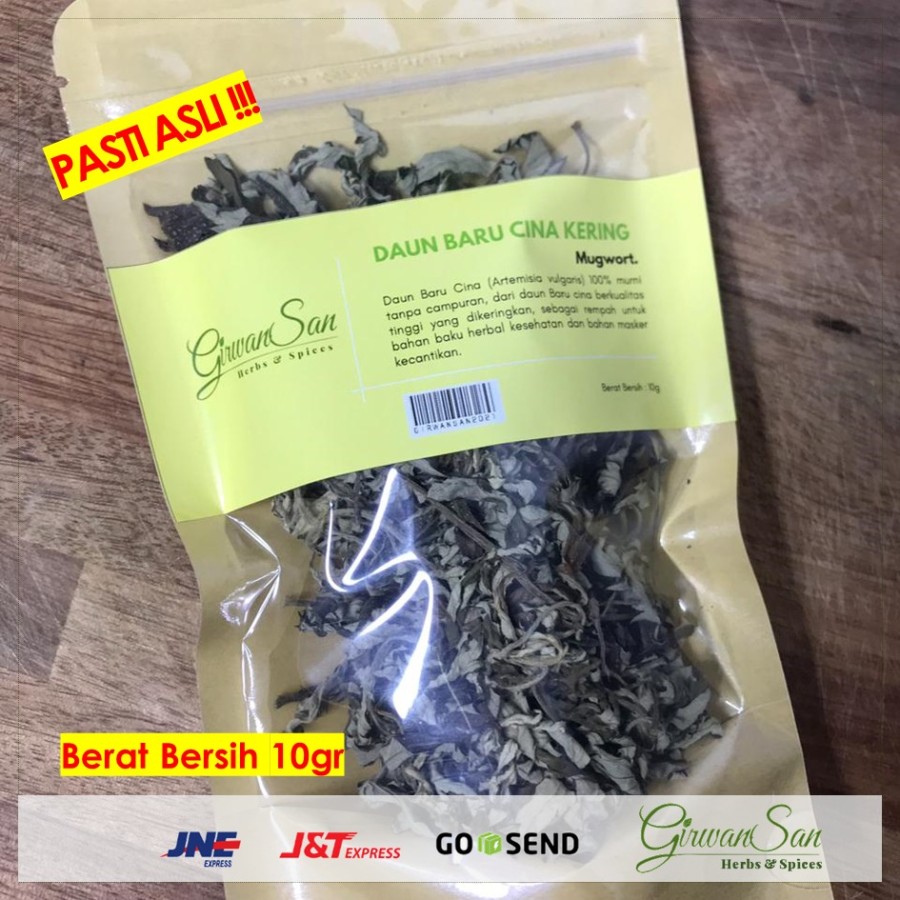 PASTI ASLI !!!
DAUN BARU CINA KERING
Mugwort.
Daun Baru Cina (Artemisia vulgaris) 100% murni
tanpa campuran, dari daun Baru cina berkualitas
tinggi yang dikeringkan, sebagai rempah untuk
bahan baku herbal kesehatan dan bahan masker
kecantikan.
GirwanSan
Herbs & Spices
Berat Bersih : 10g
GIRWANSAN2021
Berat Bersih 10gr
JNE
EXPRESS
J&T EXPRESS
GO SEND
GirwanSan
Herbs & Spices